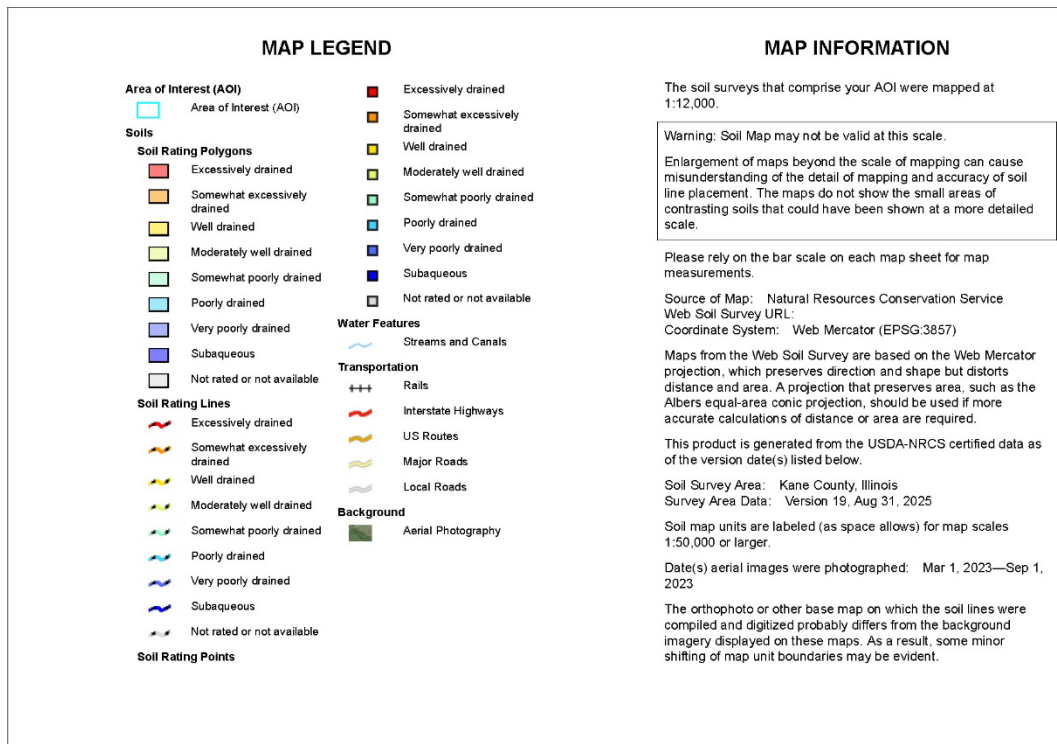 MAP LEGEND
Area of Interest (AOI)
Area of Interest (AOI)
Soils
Soil Rating Polygons
Excessively drained
Somewhat excessively
drained
Well drained
Moderately well drained
Somewhat poorly drained
Poorly drained
Very poorly drained
Subaqueous
Not rated or not available
Soil Rating Lines
Excessively drained
Somewhat excessively
drained
Well drained
Moderately well drained
Somewhat poorly drained
Poorly drained
Very poorly drained
Subaqueous
Not rated or not available
Soil Rating Points
Excessively drained
Somewhat excessively
drained
Well drained
Moderately well drained
Somewhat poorly drained
Poorly drained
Very poorly drained
Subaqueous
Not rated or not available
Water Features
Streams and Canals
Transportation
Rails
Interstate Highways
US Routes
Major Roads
Local Roads
Background
Aerial Photography
MAP INFORMATION
The soil surveys that comprise your AOI were mapped at
1:12,000.
Warning: Soil Map may not be valid at this scale.
Enlargement of maps beyond the scale of mapping can cause
misunderstanding of the detail of mapping and accuracy of soil
line placement. The maps do not show the small areas of
contrasting soils that could have been shown at a more detailed
scale.
Please rely on the bar scale on each map sheet for map
measurements.
Source of Map: Natural Resources Conservation Service
Web Soil Survey URL:
Coordinate System: Web Mercator (EPSG:3857)
Maps from the Web Soil Survey are based on the Web Mercator
projection, which preserves direction and shape but distorts
distance and area. A projection that preserves area, such as the
Albers equal-area conic projection, should be used if more
accurate calculations of distance or area are required.
This product is generated from the USDA-NRCS certified data as
of the version date(s) listed below.
Soil Survey Area: Kane County, Illinois
Survey Area Data: Version 19, Aug 31, 2025
Soil map units are labeled (as space allows) for map scales
1:50,000 or larger.
Date(s) aerial images were photographed: Mar 1, 2023—Sep 1,
2023
The orthophoto or other base map on which the soil lines were
compiled and digitized probably differs from the background
imagery displayed on these maps. As a result, some minor
shifting of map unit boundaries may be evident.